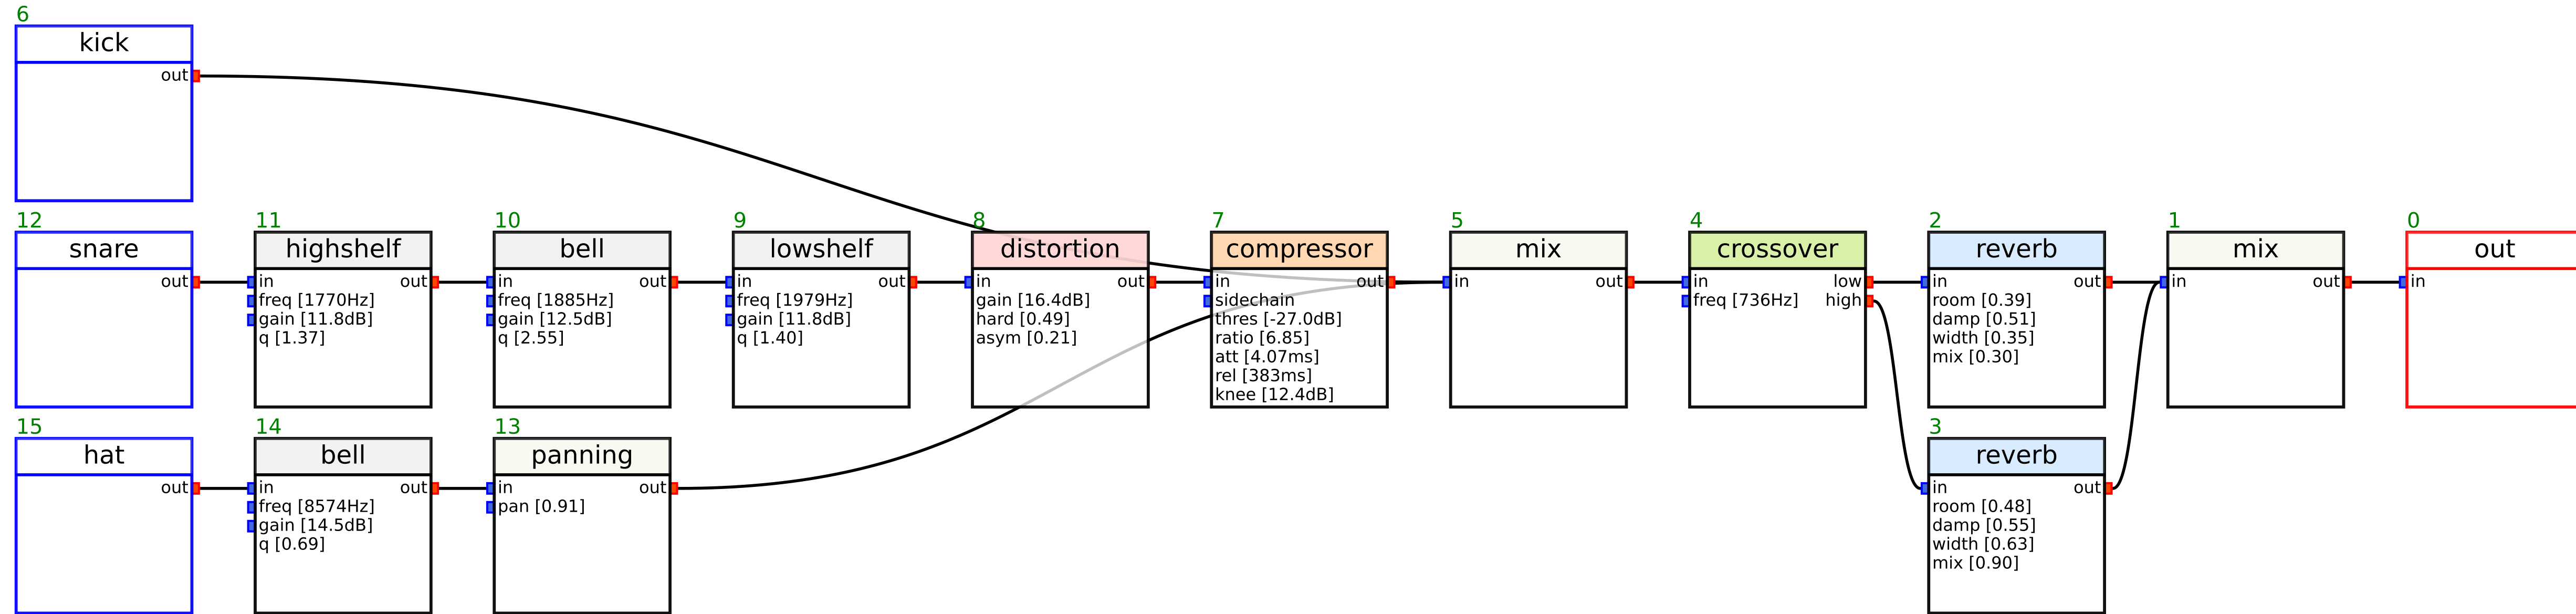 6
kick
out
12
snare
out
11
highshelf
in out
freq [1770Hz]
gain [11.8dB]
q [1.37]
10
bell
in out
freq [1885Hz]
gain [12.5dB]
q [2.55]
9
lowshelf
in out
freq [1979Hz]
gain [11.8dB]
q [1.40]
8
distortion
in out
gain [16.4dB]
hard [0.49]
asym [0.21]
7
compressor
in out
sidechain
thres [-27.0dB]
ratio [6.85]
att [4.07ms]
rel [383ms]
knee [12.4dB]
5
mix
in out
4
crossover
in low
freq [736Hz] high
2
reverb
in out
room [0.39]
damp [0.51]
width [0.35]
mix [0.30]
1
mix
in out
0
out
in
15
hat
out
14
bell
in out
freq [8574Hz]
gain [14.5dB]
q [0.69]
13
panning
in out
pan [0.91]
3
reverb
in out
room [0.48]
damp [0.55]
width [0.63]
mix [0.90]